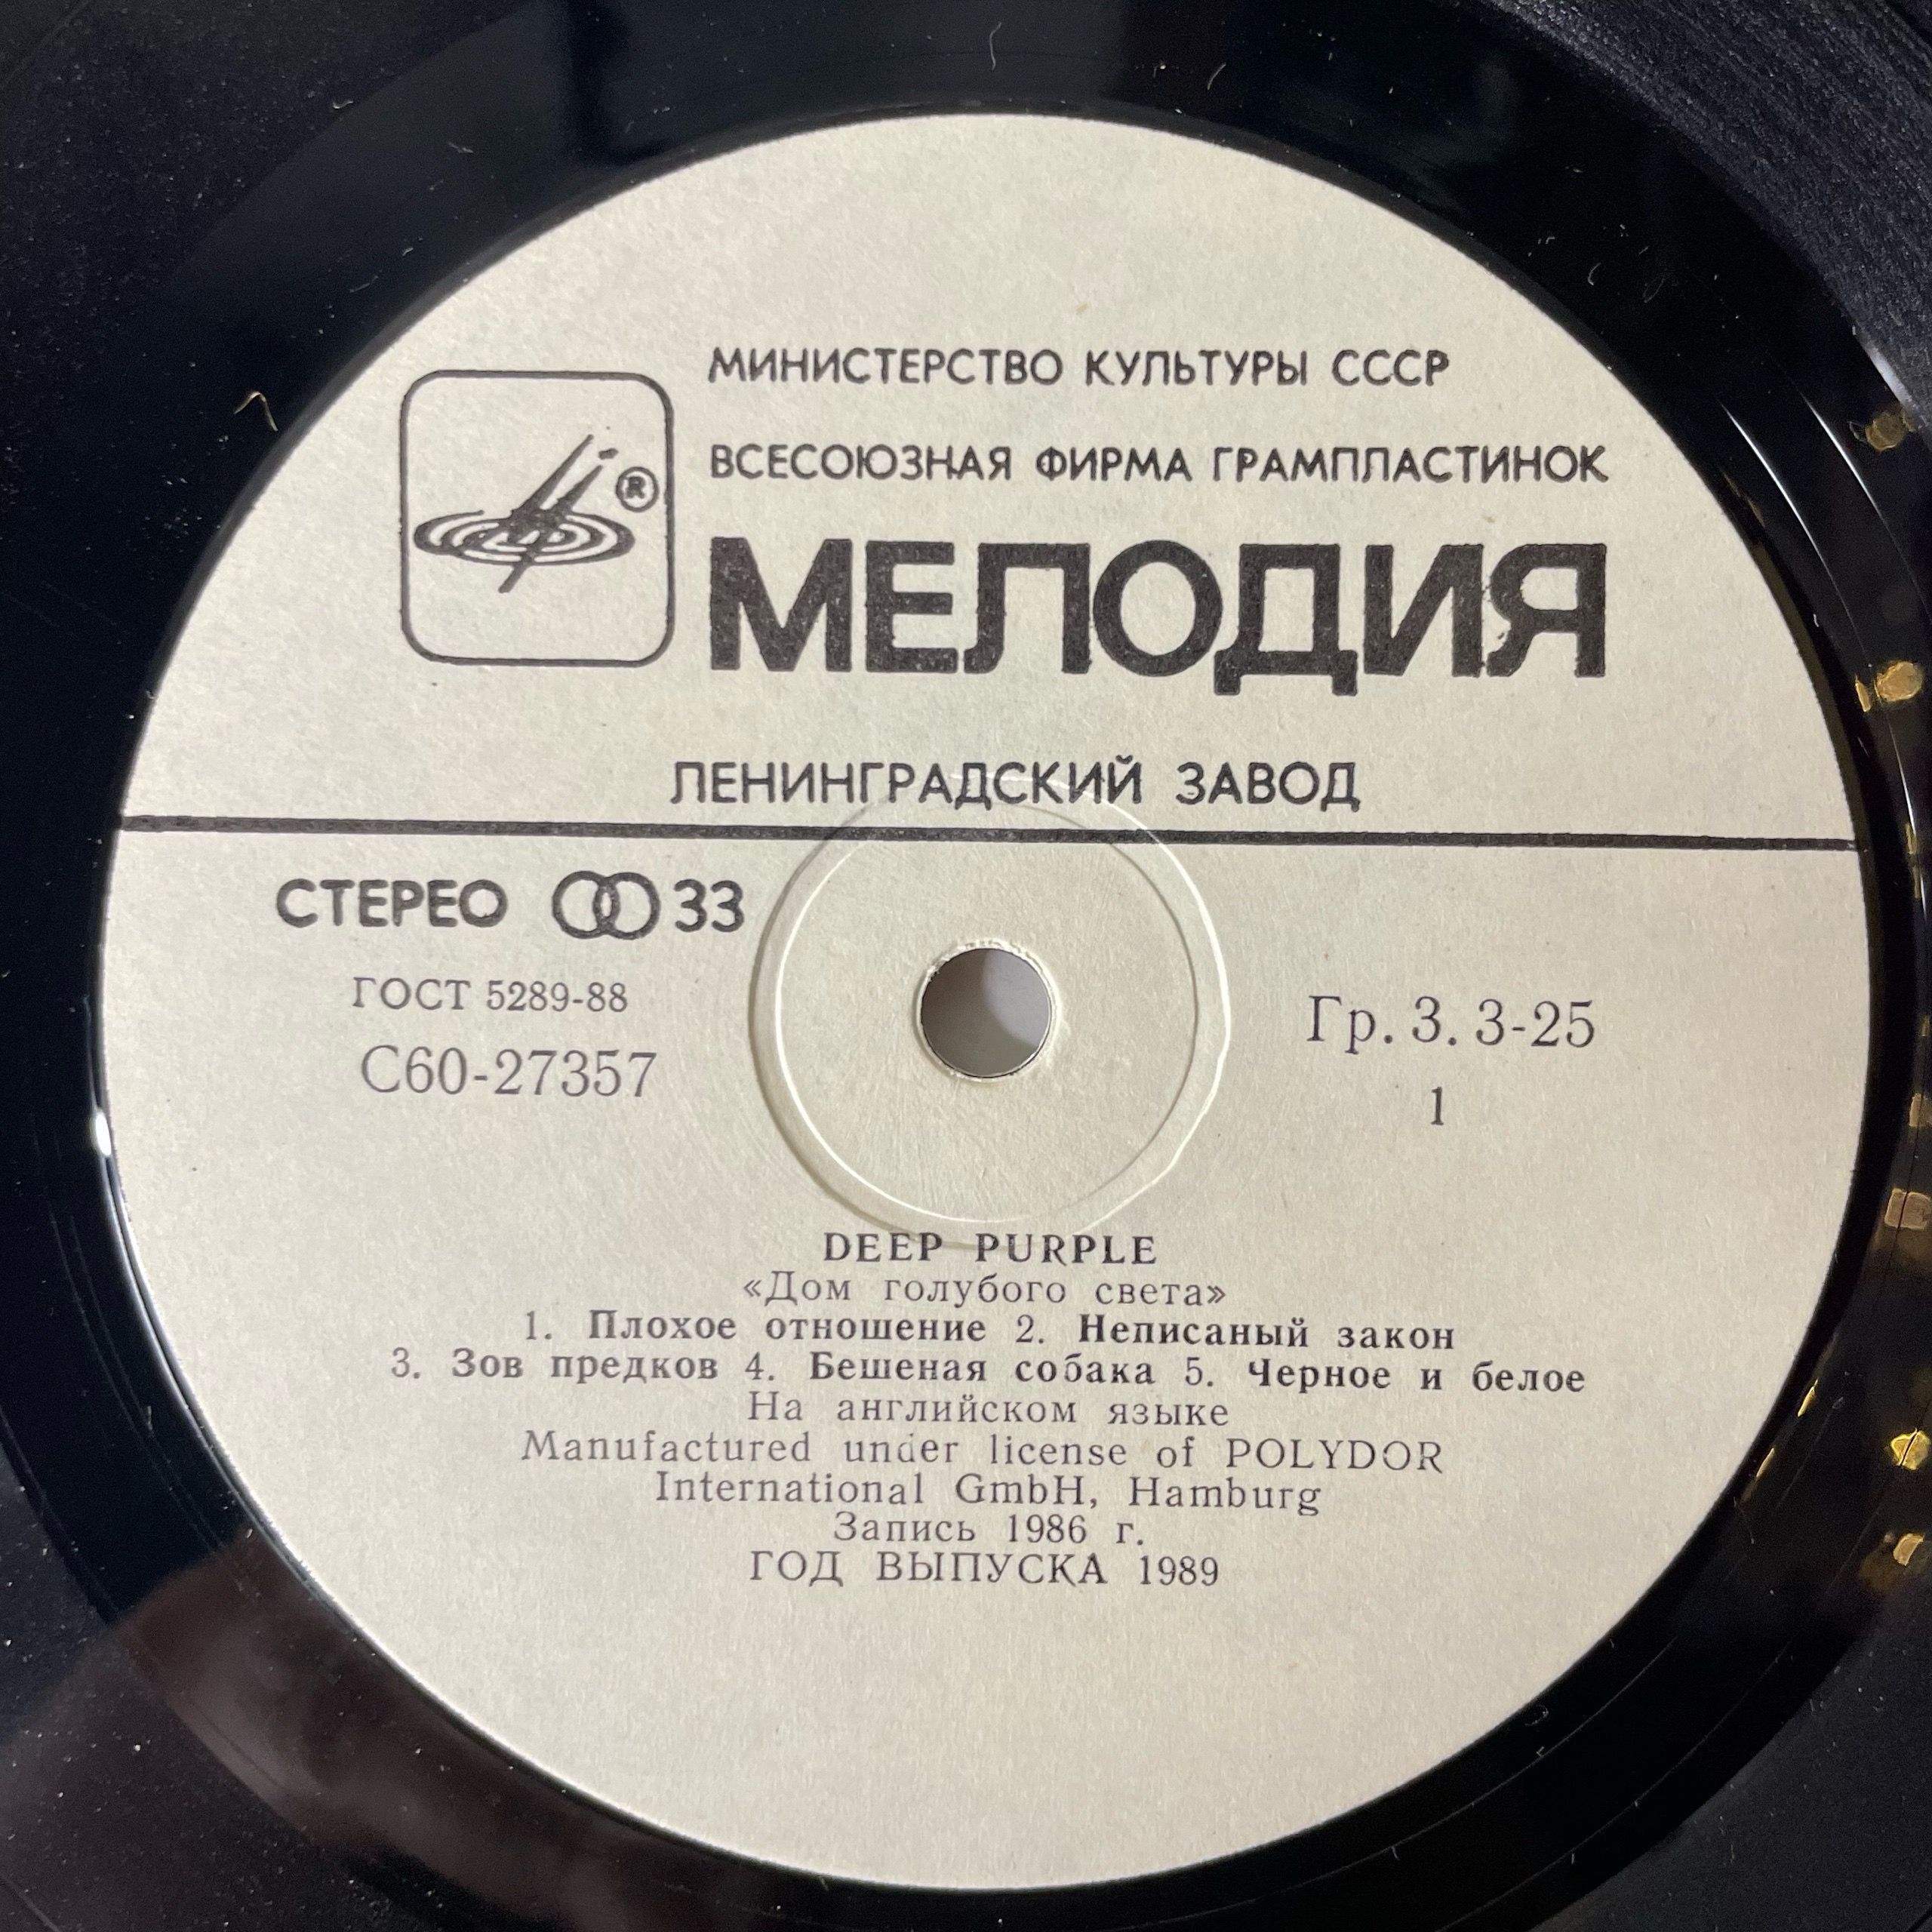 МИНИСТЕРСТВО КУЛЬТУРЫ СССР
ВСЕСОЮЗНАЯ ФИРМА ГРАМПЛАСТИНОК
®
МЕЛОДИЯ
ЛЕНИНГРАДСКИЙ ЗАВОД
СТЕРЕО 33
ГОСТ 5289-88
Гр. 3. 3-25
С60-27357
1
DEEP PURPLE
«Дом голубого света»
1. Плохое отношение 2. Неписаный закон
3. Зов предков 4. Бешеная собака 5. Черное и белое
На английском языке
Manufactured under license of POLYDOR
International GmbH, Hamburg
Запись 1986 г.
ГОД ВЫПУСКА 1989